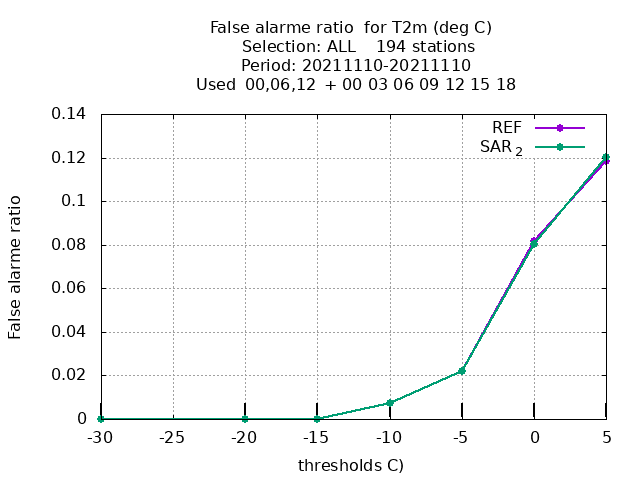 False alarme ratio  for T2m (deg C)
Selection: ALL    194 stations
Period: 20211110-20211110
Used  00,06,12  + 00 03 06 09 12 15 18
REF
SAR 2
0.14
0.12
0.1
0.08
0.06
0.04
0.02
0
False alarme ratio
-30 -25 -20 -15 -10 -5 0 5
thresholds C)